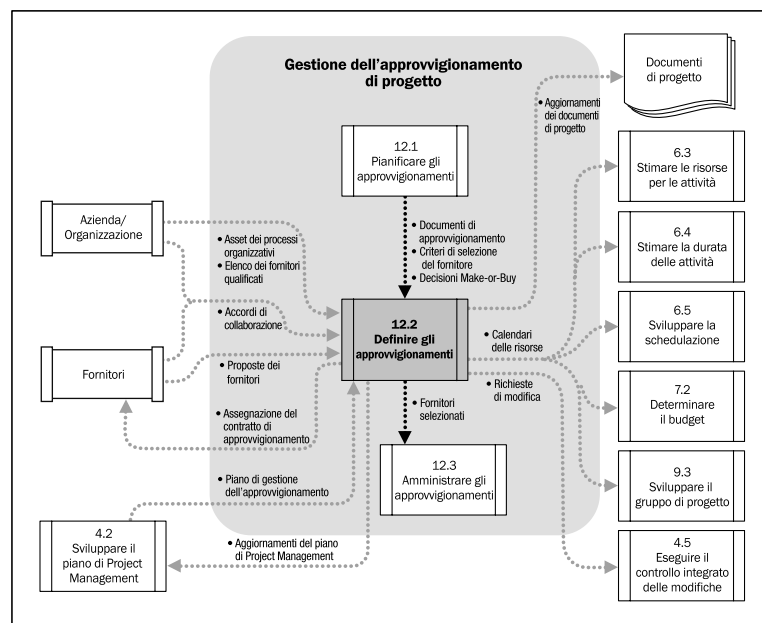 Gestione dell'approvvigionamento
di progetto
Documenti
di progetto
• Aggiornamenti
dei documenti
di progetto
12.1
Pianificare gli
approvvigionamenti
6.3
Stimare le risorse
per le attività
Azienda/
Organizzazione
• Asset dei processi
organizzativi
• Elenco dei fornitori
qualificati
• Documenti di
approvvigionamento
• Criteri di selezione
del fornitore
• Decisioni Make-or-Buy
6.4
Stimare la durata
delle attività
• Accordi di
collaborazione
12.2
Definire gli
approvvigionamenti
• Calendari
delle risorse
6.5
Sviluppare la
schedulazione
Fornitori
• Proposte dei
fornitori
• Richieste
di modifica
7.2
Determinare
il budget
• Assegnazione del
contratto di
approvvigionamento
• Fornitori
selezionati
12.3
Amministrare gli
approvvigionamenti
9.3
Sviluppare il
gruppo di progetto
• Piano di gestione
dell'approvvigionamento
4.2
Sviluppare il
piano di Project
Management
• Aggiornamenti del piano
di Project Management
4.5
Eseguire il
controllo integrato
delle modifiche